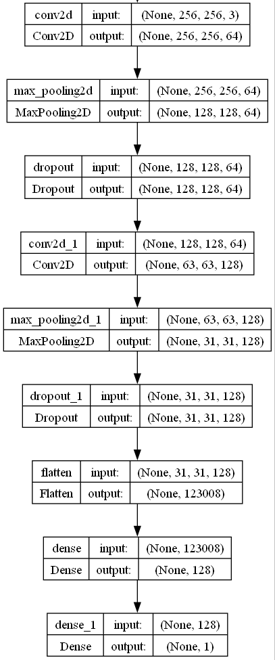 conv2d input: (None, 256, 256, 3)
Conv2D output: (None, 256, 256, 64)
max_pooling2d input: (None, 256, 256, 64)
MaxPooling2D output: (None, 128, 128, 64)
dropout input: (None, 128, 128, 64)
Dropout output: (None, 128, 128, 64)
conv2d_1 input: (None, 128, 128, 64)
Conv2D output: (None, 63, 63, 128)
max_pooling2d_1 input: (None, 63, 63, 128)
MaxPooling2D output: (None, 31, 31, 128)
dropout_1 input: (None, 31, 31, 128)
Dropout output: (None, 31, 31, 128)
flatten input: (None, 31, 31, 128)
Flatten output: (None, 123008)
dense input: (None, 123008)
Dense output: (None, 128)
dense_1 input: (None, 128)
Dense output: (None, 1)